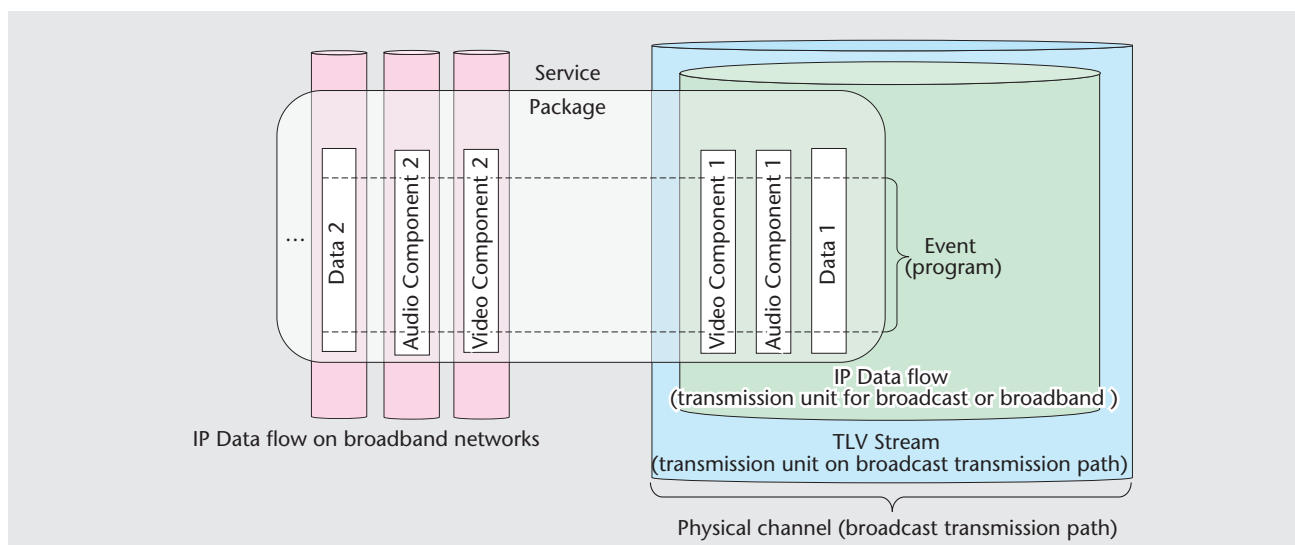 Service
Package
...
Data 2
Audio Component 2
Video Component 2
Video Component 1
Audio Component 1
Data 1
Event
(program)
IP Data flow
(transmission unit for broadcast or broadband )
IP Data flow on broadband networks
TLV Stream
(transmission unit on broadcast transmission path)
Physical channel (broadcast transmission path)